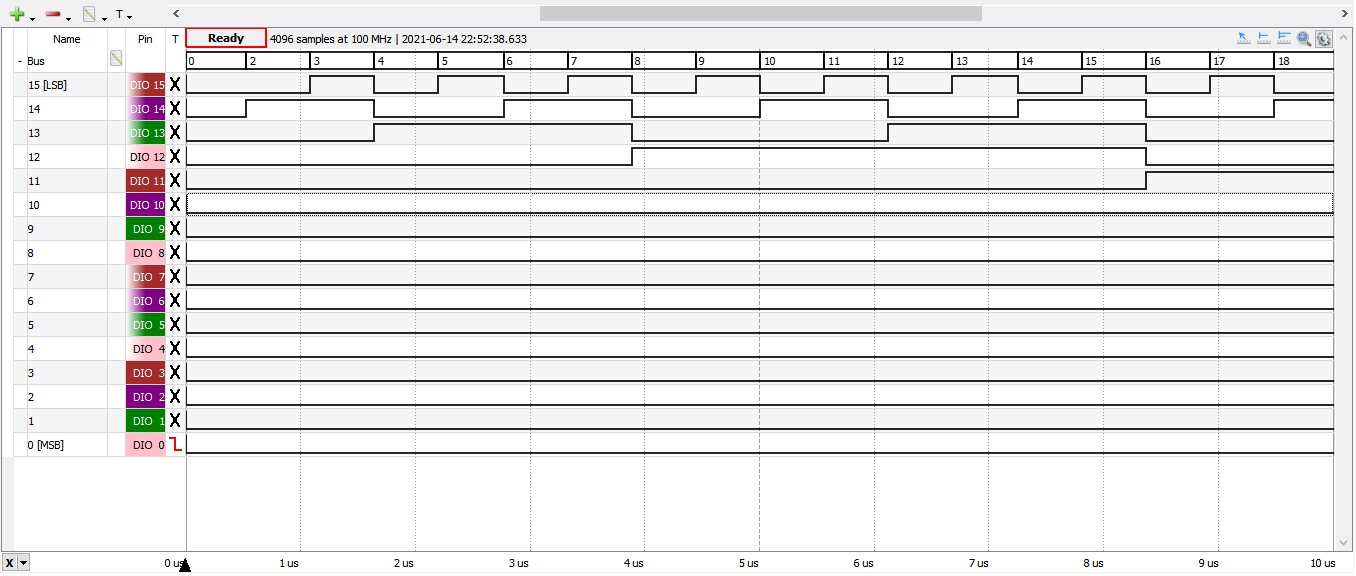 T
Name Pin T Ready 4096 samples at 100 MHz | 2021-06-14 22:52:38.633
- Bus 0 2 3 4 5 6 7 8 9 10 11 12 13 14 15 16 17 18
15 [LSB] DIO 15 X
14 DIO 14 X
13 DIO 13 X
12 DIO 12 X
11 DIO 11 X
10 DIO 10 X
9 DIO 9 X
8 DIO 8 X
7 DIO 7 X
6 DIO 6 X
5 DIO 5 X
4 DIO 4 X
3 DIO 3 X
2 DIO 2 X
1 DIO 1 X
0 [MSB] DIO 0
X 0 us 1 us 2 us 3 us 4 us 5 us 6 us 7 us 8 us 9 us 10 us